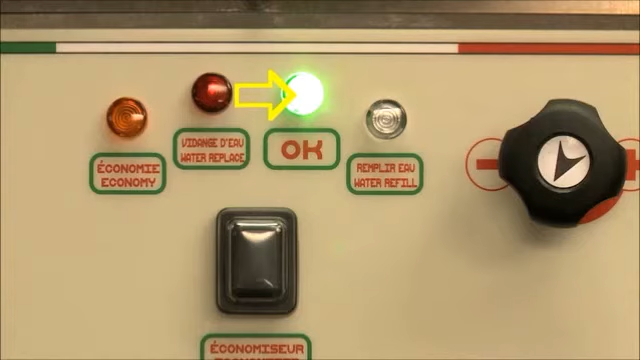 ÉCONOMIE
ECONOMY
VIDANGE D'EAU
WATER REPLACE
OK
REMPLIR EAU
WATER REFILL
ÉCONOMISEUR